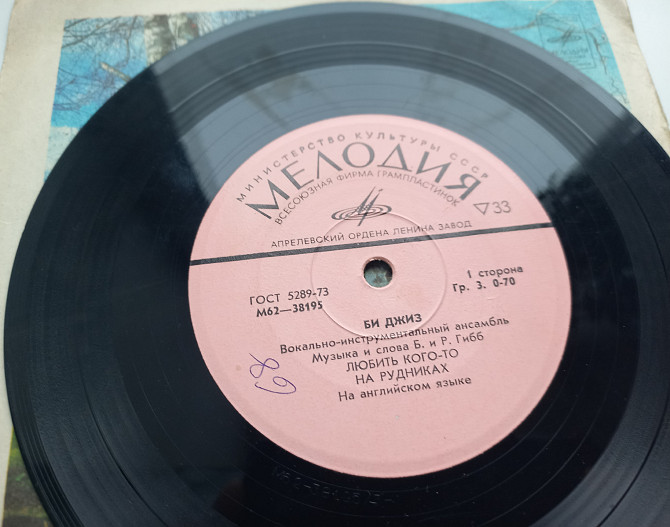 МИНИСТЕРСТВО КУЛЬТУРЫ СССР
МЕЛОДИЯ
ВСЕСОЮЗНАЯ ФИРМА ГРАМПЛАСТИНОК
▽33
АПРЕЛЕВСКИЙ ОРДЕНА ЛЕНИНА ЗАВОД
ГОСТ 5289-73
М62—38195
1 сторона
Гр. 3. 0-70
БИ ДЖИЗ
Вокально-инструментальный ансамбль
Музыка и слова Б. и Р. Гибб
ЛЮБИТЬ КОГО-ТО
НА РУДНИКАХ
На английском языке